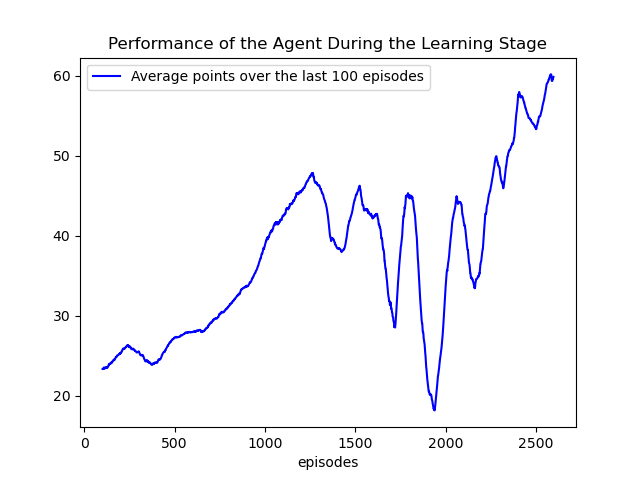 Performance of the Agent During the Learning Stage
Average points over the last 100 episodes
60
50
40
30
20
0 500 1000 1500 2000 2500
episodes